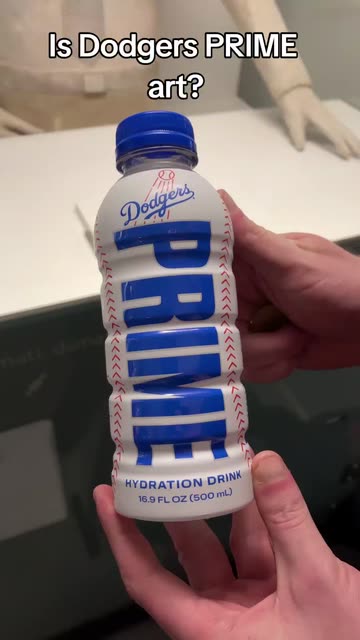 Is Dodgers PRIME
art?
Dodgers
PRIME
HYDRATION DRINK
16.9 FL OZ (500 mL)